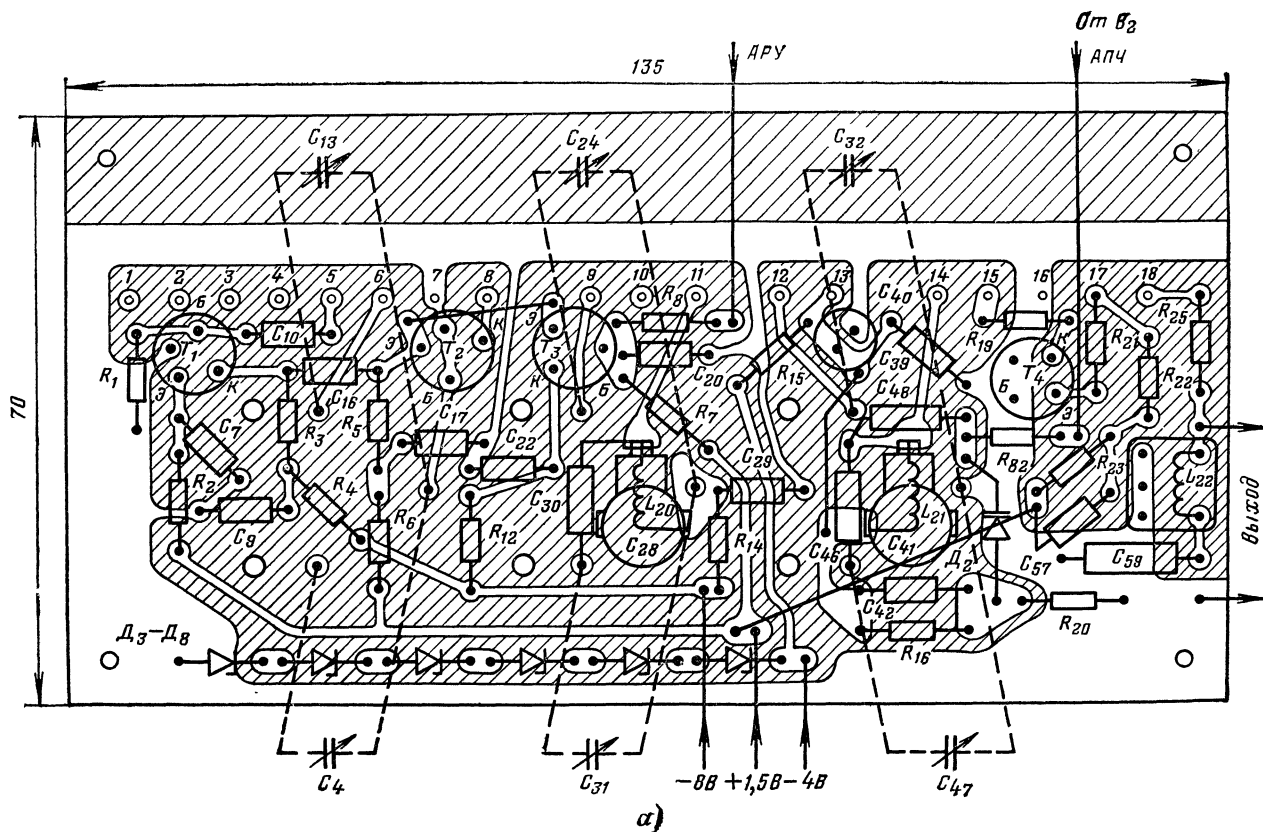 От В₂
135
АРУ
АПЧ
C₁₃
C₂₄
C₃₂
70
1 2 3 4 5 6 7 8 9 10 11 12 13 14 15 16 17 18
Б
Э
К
Э
R₈
C₄₀
К
R₂₅
T₁
C₁₀
Э
T₂
T₃
C₂₀
R₁₅
C₃₉
R₁₉
T₄
R₂₁
R₁
К
C₁₆
Б
К
Б
C₄₈
Б
Э
R₂₂
Э
C₇
R₃
R₅
C₁₇
C₂₂
R₇
C₂₉
R₈₂
R₂₃
R₂
R₄
C₃₀
L₂₀
L₂₁
L₂₂
C₉
R₆
R₁₂
C₂₈
R₁₄
C₄₆
C₄₁
Д₂
C₅₇
C₅₉
Выход
C₄₂
R₂₀
Д₃–Д₈
R₁₆
C₄
C₃₁
–8В +1,5В –4В
C₄₇
а)